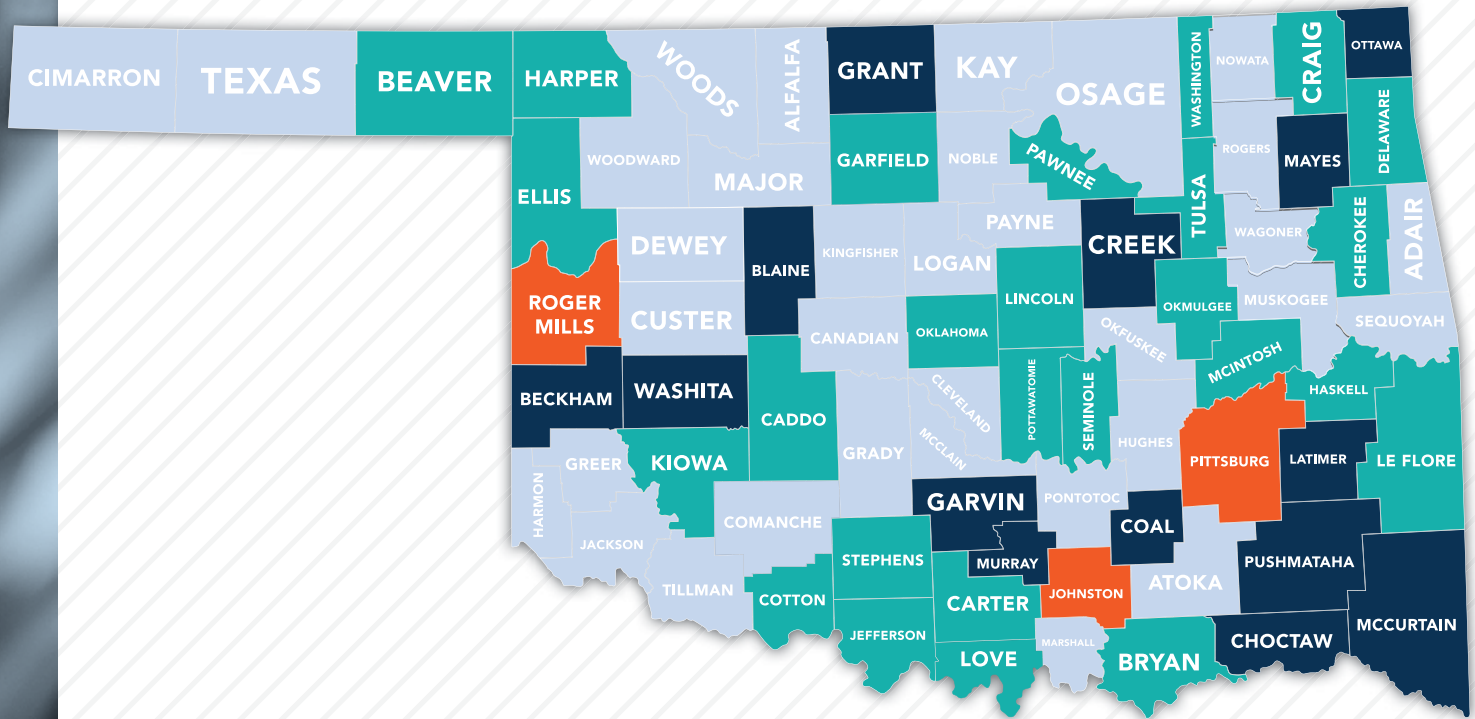 CIMARRON
TEXAS
BEAVER
HARPER
WOODS
ALFALFA
GRANT
KAY
OSAGE
WASHINGTON
NOWATA
CRAIG
OTTAWA
ELLIS
WOODWARD
MAJOR
GARFIELD
NOBLE
PAWNEE
TULSA
ROGERS
MAYES
DELAWARE
DEWEY
BLAINE
KINGFISHER
LOGAN
PAYNE
CREEK
WAGONER
CHEROKEE
ADAIR
ROGER
MILLS
CUSTER
CANADIAN
OKLAHOMA
LINCOLN
OKFUSKEE
OKMULGEE
MUSKOGEE
SEQUOYAH
BECKHAM
WASHITA
CADDO
GRADY
CLEVELAND
MCCLAIN
POTTAWATOMIE
SEMINOLE
HUGHES
MCINTOSH
HASKELL
HARMON
GREER
KIOWA
PITTSBURG
LATIMER
LE FLORE
JACKSON
COMANCHE
GARVIN
PONTOTOC
COAL
TILLMAN
COTTON
STEPHENS
MURRAY
JOHNSTON
ATOKA
PUSHMATAHA
JEFFERSON
CARTER
LOVE
MARSHALL
BRYAN
CHOCTAW
MCCURTAIN